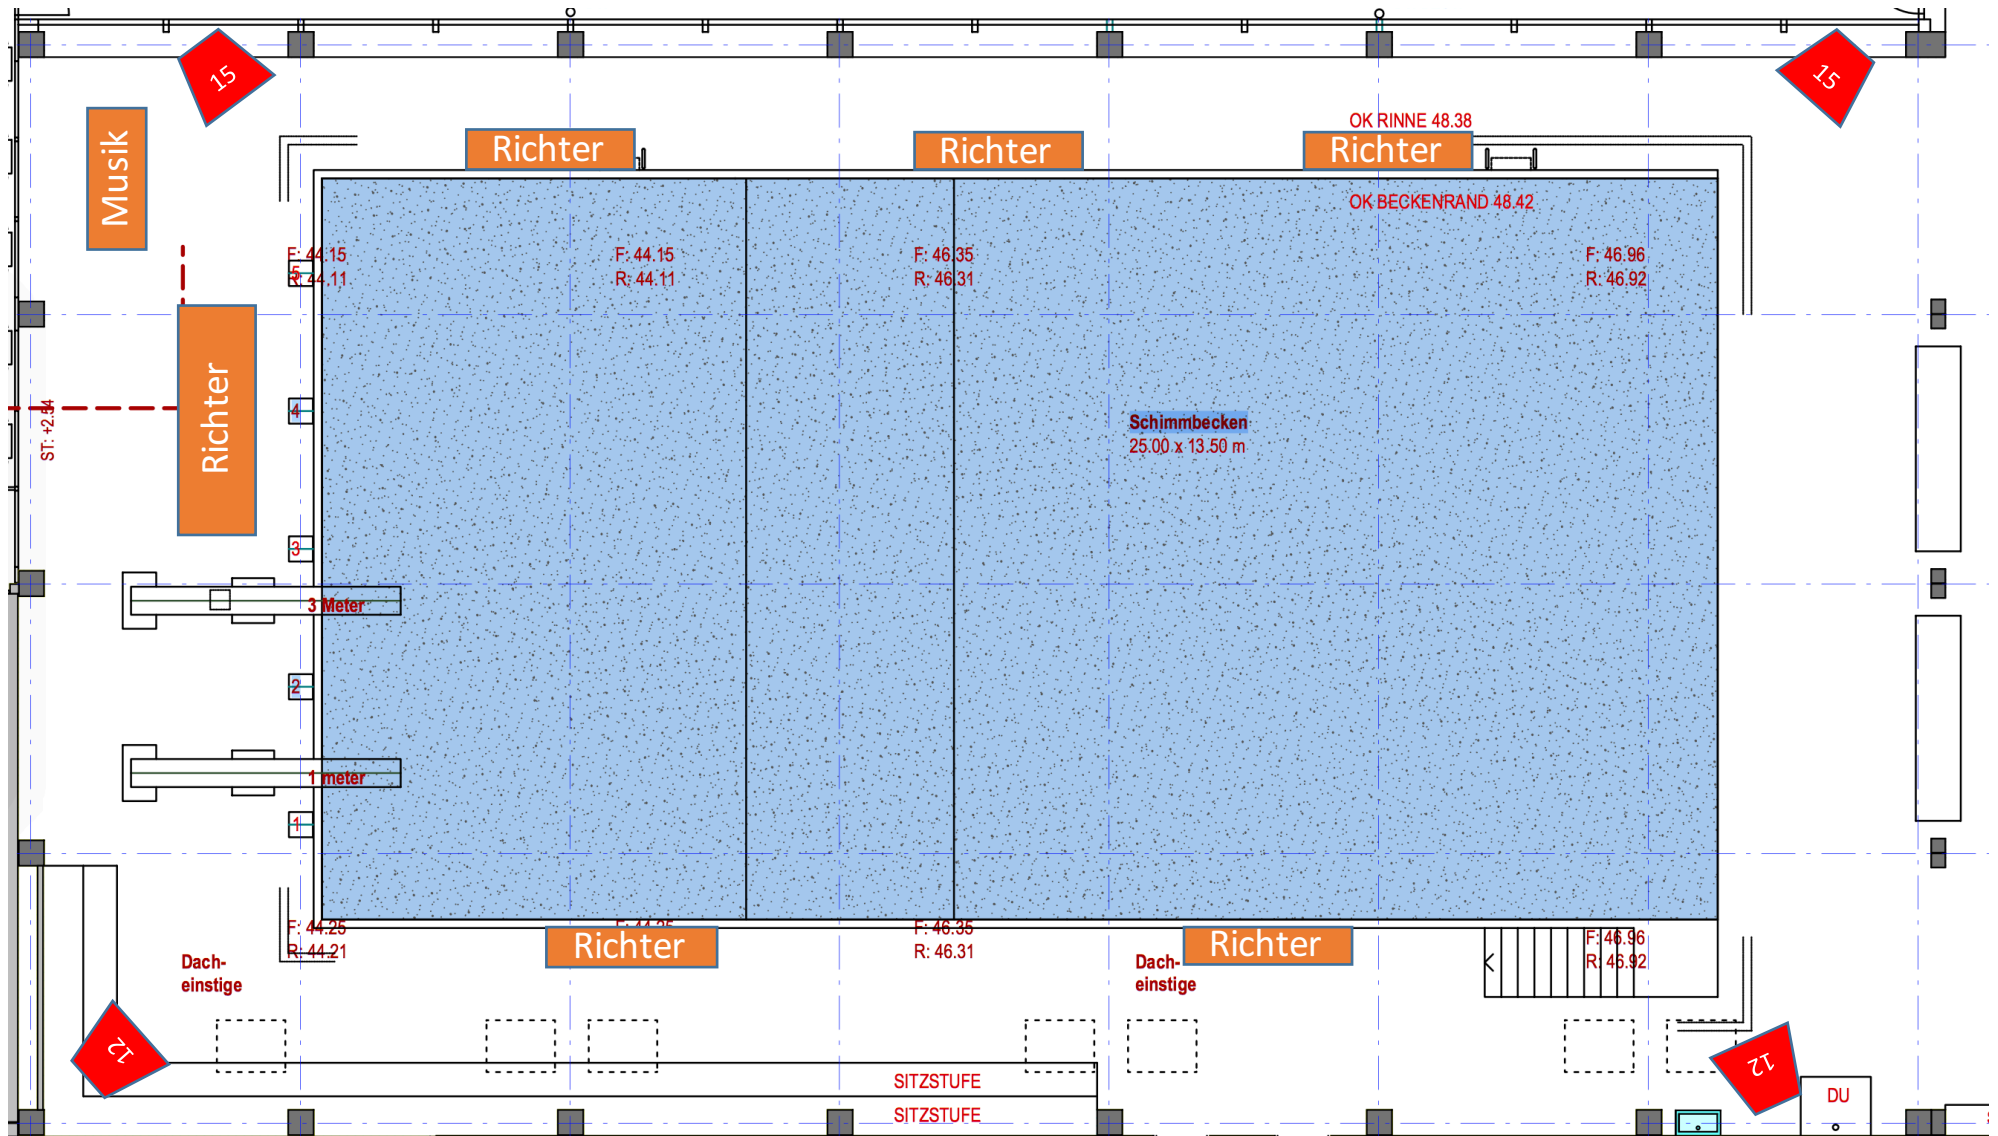 15
15
Musik
OK RINNE 48.38
Richter
Richter
Richter
OK BECKENRAND 48.42
F: 44.15
R: 44.11
F: 44.15
R: 44.11
F: 46.35
R: 46.31
F: 46.96
R: 46.92
5
Richter
ST: +2.54
4
Schimmbecken
25.00 x 13.50 m
3
3 Meter
2
1 meter
1
F: 44.25
R: 44.21
F: 44.25
Richter
F: 46.35
R: 46.31
Richter
F: 46.96
R: 46.92
Dach-
einstige
Dach-
einstige
12
12
SITZSTUFE
SITZSTUFE
DU